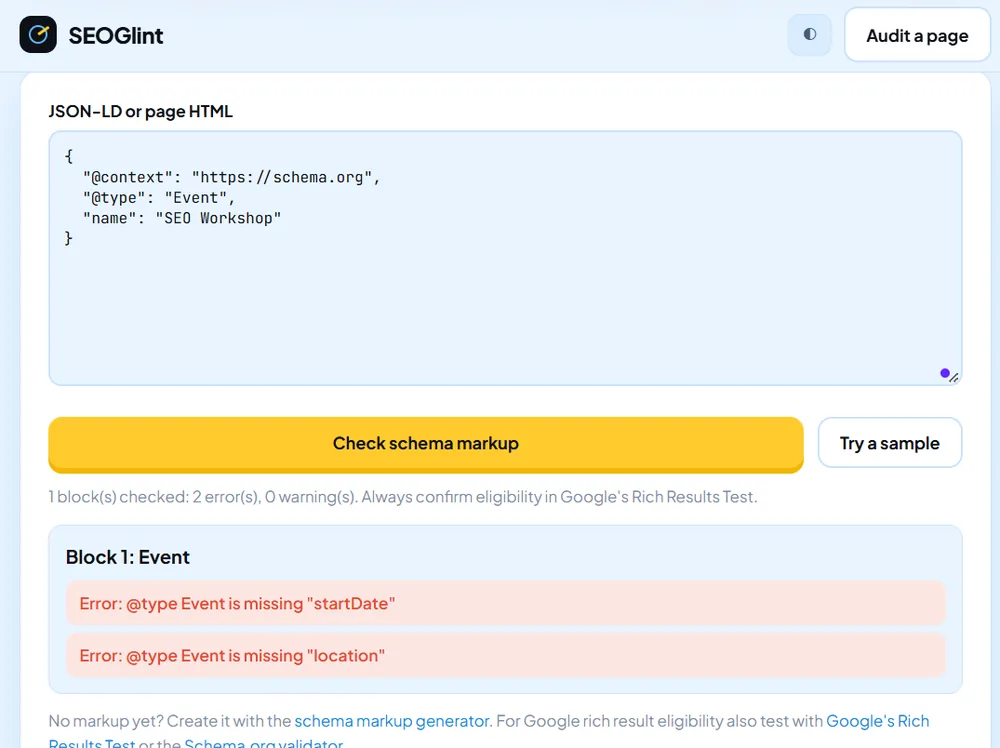 SEOGlint
Audit a page
JSON-LD or page HTML
{
  "@context": "https://schema.org",
  "@type": "Event",
  "name": "SEO Workshop"
}
Check schema markup
Try a sample
1 block(s) checked: 2 error(s), 0 warning(s). Always confirm eligibility in Google's Rich Results Test.
Block 1: Event
Error: @type Event is missing "startDate"
Error: @type Event is missing "location"
No markup yet? Create it with the schema markup generator. For Google rich result eligibility also test with Google's Rich
Results Test or the Schema.org validator.